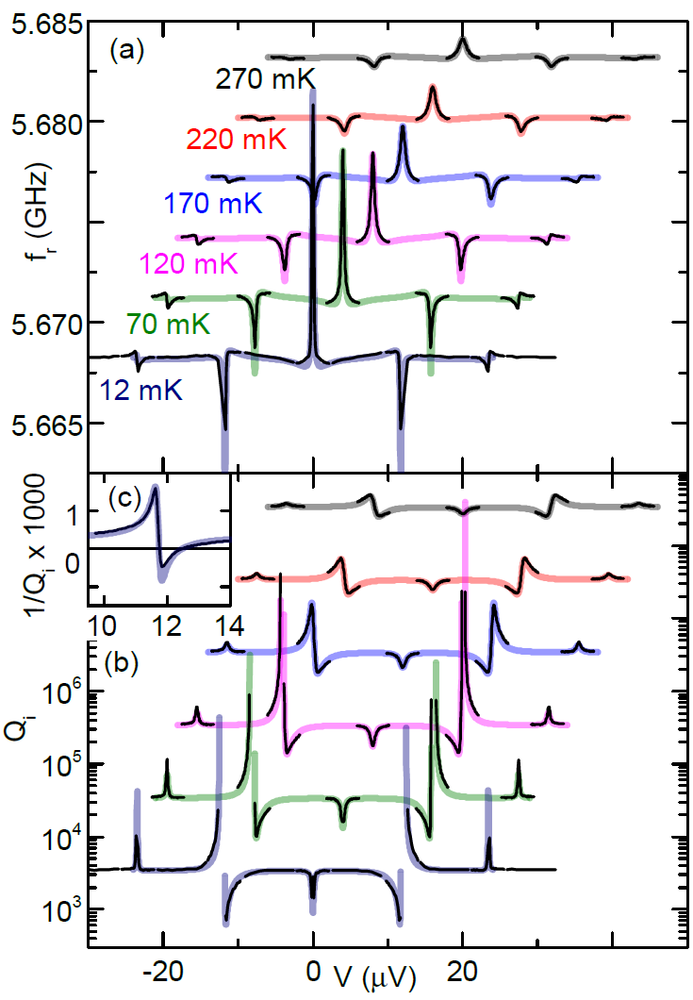 5.685
(a)
270 mK
5.680
220 mK
170 mK
f_r (GHz)
120 mK
5.670
70 mK
12 mK
5.665
(c)
1
0
1/Q_i x 1000
10 12 14
(b)
10^6
Q_i
10^5
10^4
10^3
-20 0 V (μV) 20